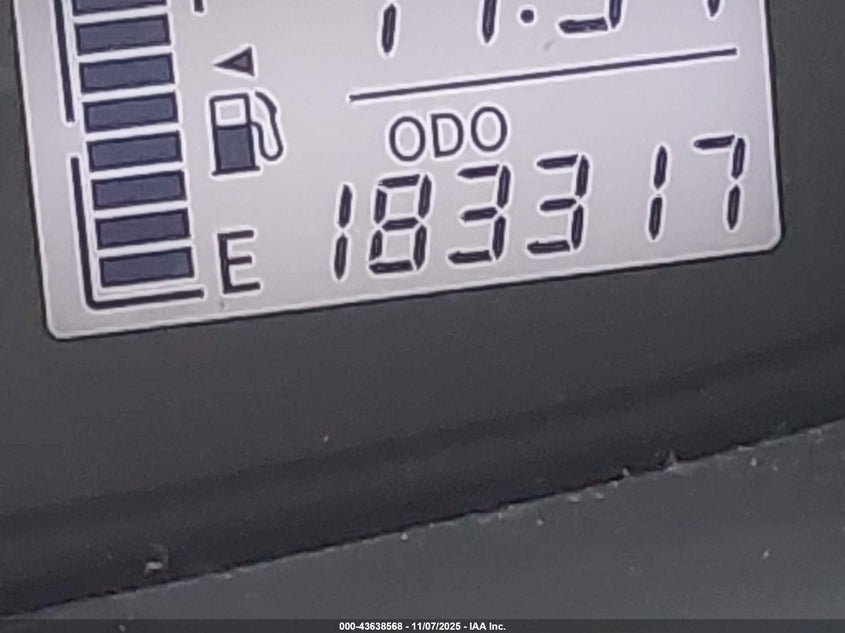 ODO
183317
E
000-43638568 - 11/07/2025 - IAA Inc.